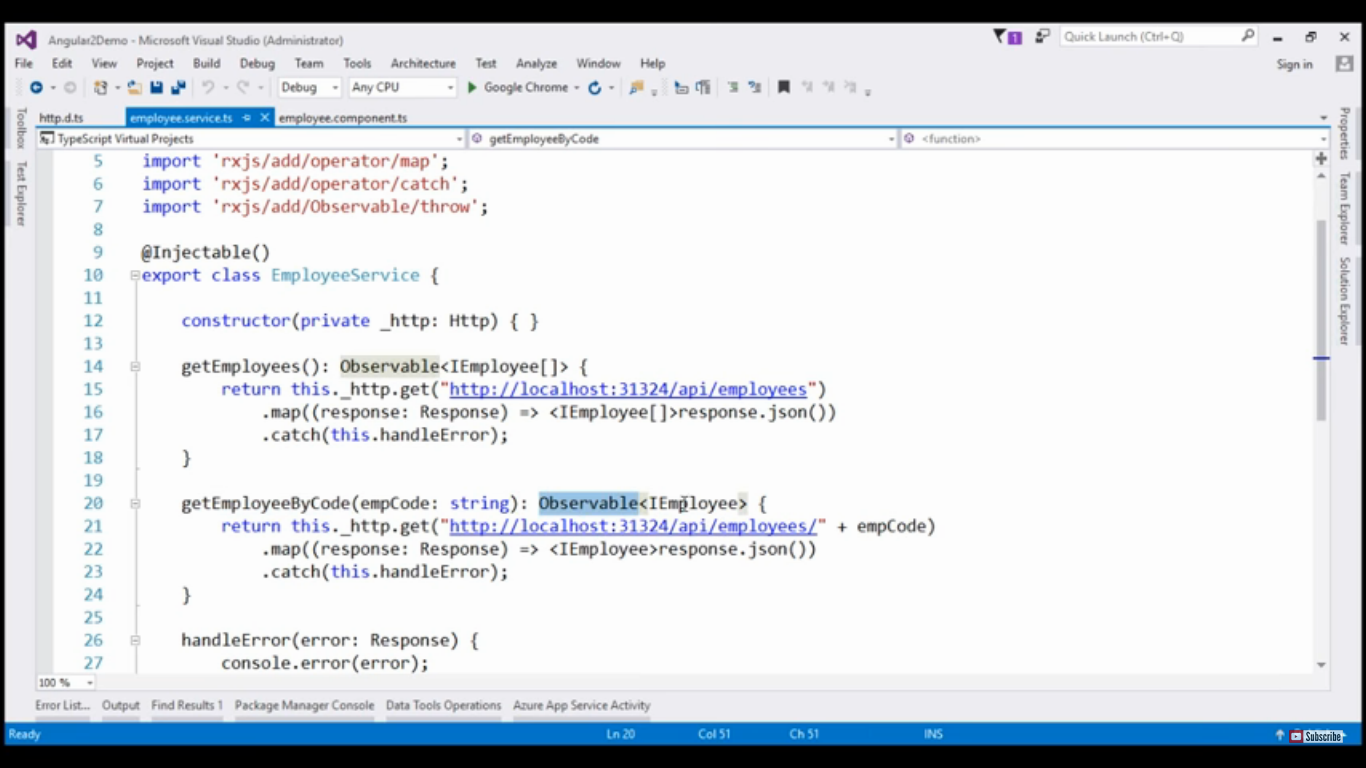 Angular2Demo - Microsoft Visual Studio (Administrator)
1
Quick Launch (Ctrl+Q)
File Edit View Project Build Debug Team Tools Architecture Test Analyze Window Help
Sign in
Debug Any CPU Google Chrome
http.d.ts employee.service.ts employee.component.ts
TypeScript Virtual Projects getEmployeeByCode <function>
Toolbox
Test Explorer
Properties
Team Explorer
Solution Explorer
5 import 'rxjs/add/operator/map';
6 import 'rxjs/add/operator/catch';
7 import 'rxjs/add/Observable/throw';
8
9 @Injectable()
10 export class EmployeeService {
11
12 constructor(private _http: Http) { }
13
14 getEmployees(): Observable<IEmployee[]> {
15 return this._http.get("http://localhost:31324/api/employees")
16 .map((response: Response) => <IEmployee[]>response.json())
17 .catch(this.handleError);
18 }
19
20 getEmployeeByCode(empCode: string): Observable<IEmployee> {
21 return this._http.get("http://localhost:31324/api/employees/" + empCode)
22 .map((response: Response) => <IEmployee>response.json())
23 .catch(this.handleError);
24 }
25
26 handleError(error: Response) {
27 console.error(error);
100 %
Error List... Output Find Results 1 Package Manager Console Data Tools Operations Azure App Service Activity
Ready Ln 20 Col 51 Ch 51 INS
Subscribe